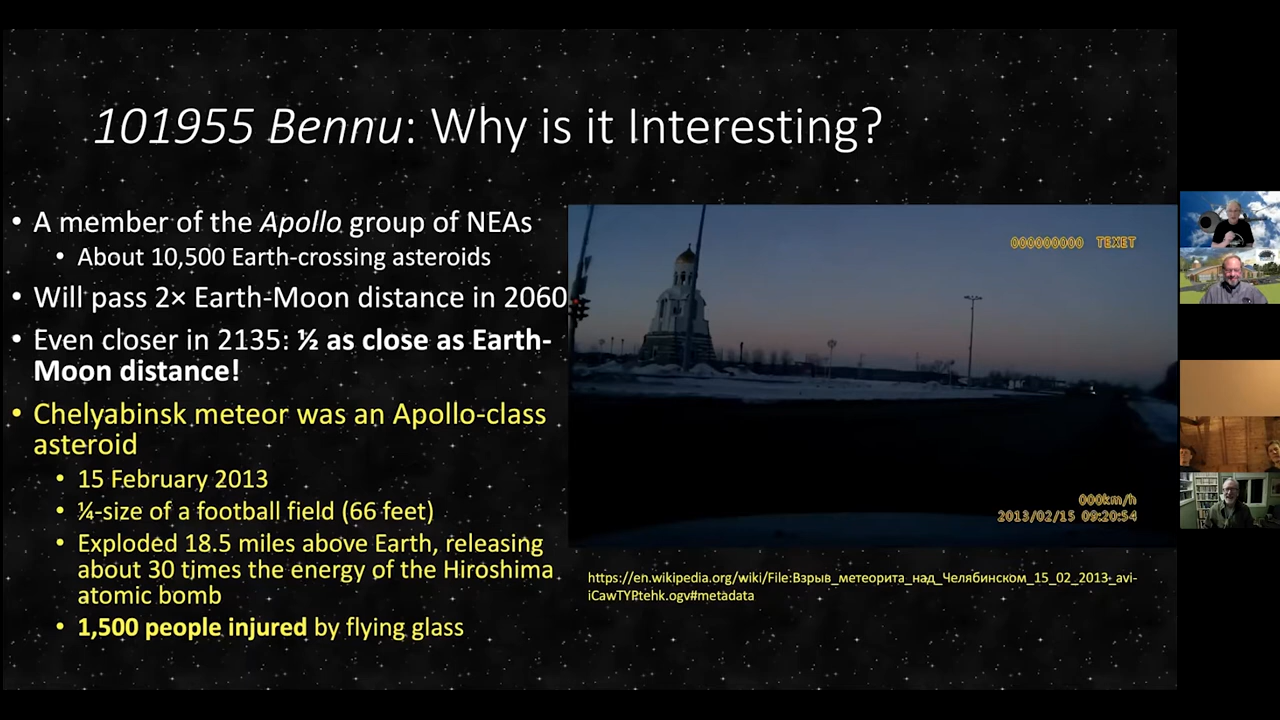 101955 Bennu: Why is it Interesting?
• A member of the Apollo group of NEAs
• About 10,500 Earth-crossing asteroids
• Will pass 2× Earth-Moon distance in 2060
• Even closer in 2135: ½ as close as Earth-
Moon distance!
• Chelyabinsk meteor was an Apollo-class
asteroid
• 15 February 2013
• ¼-size of a football field (66 feet)
• Exploded 18.5 miles above Earth, releasing
about 30 times the energy of the Hiroshima
atomic bomb
• 1,500 people injured by flying glass
000000000 TEXET
000km/h
2013/02/15 09:20:54
https://en.wikipedia.org/wiki/File:Взрыв_метеорита_над_Челябинском_15_02_2013_avi-
iCawTYPtehk.ogv#metadata